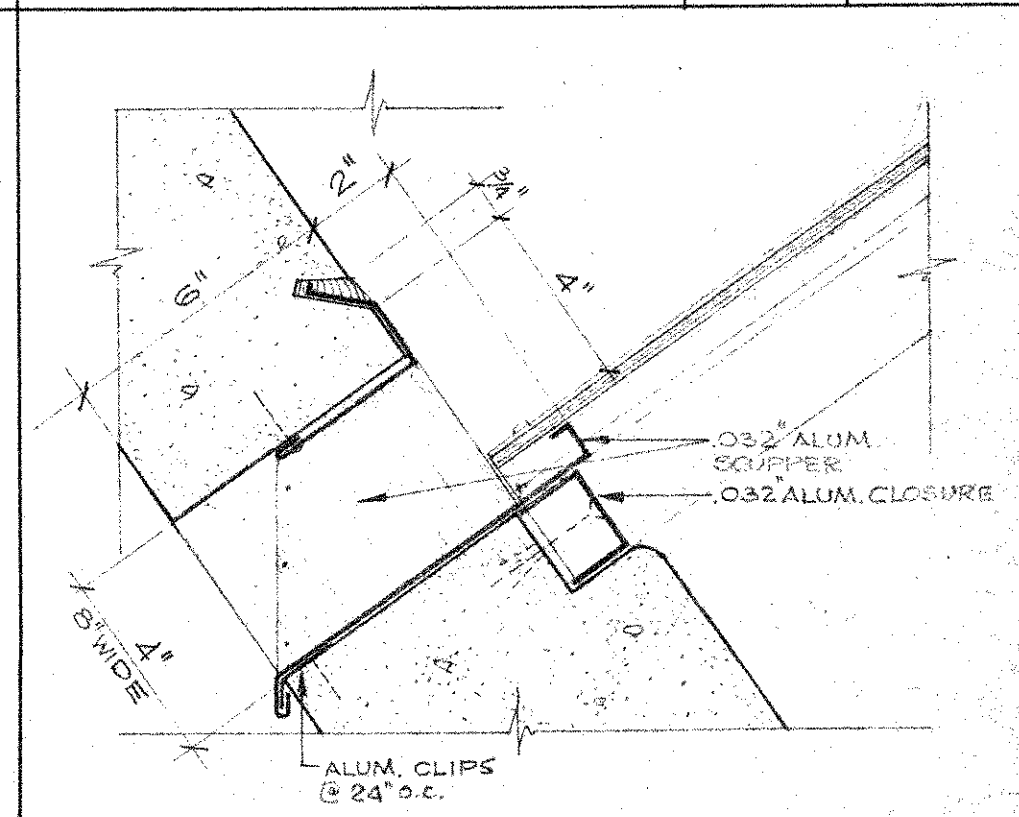 2"
3/4"
6"
4"
.032" ALUM.
SCUPPER
.032" ALUM. CLOSURE
8" WIDE
4"
ALUM. CLIPS
@ 24" O.C.